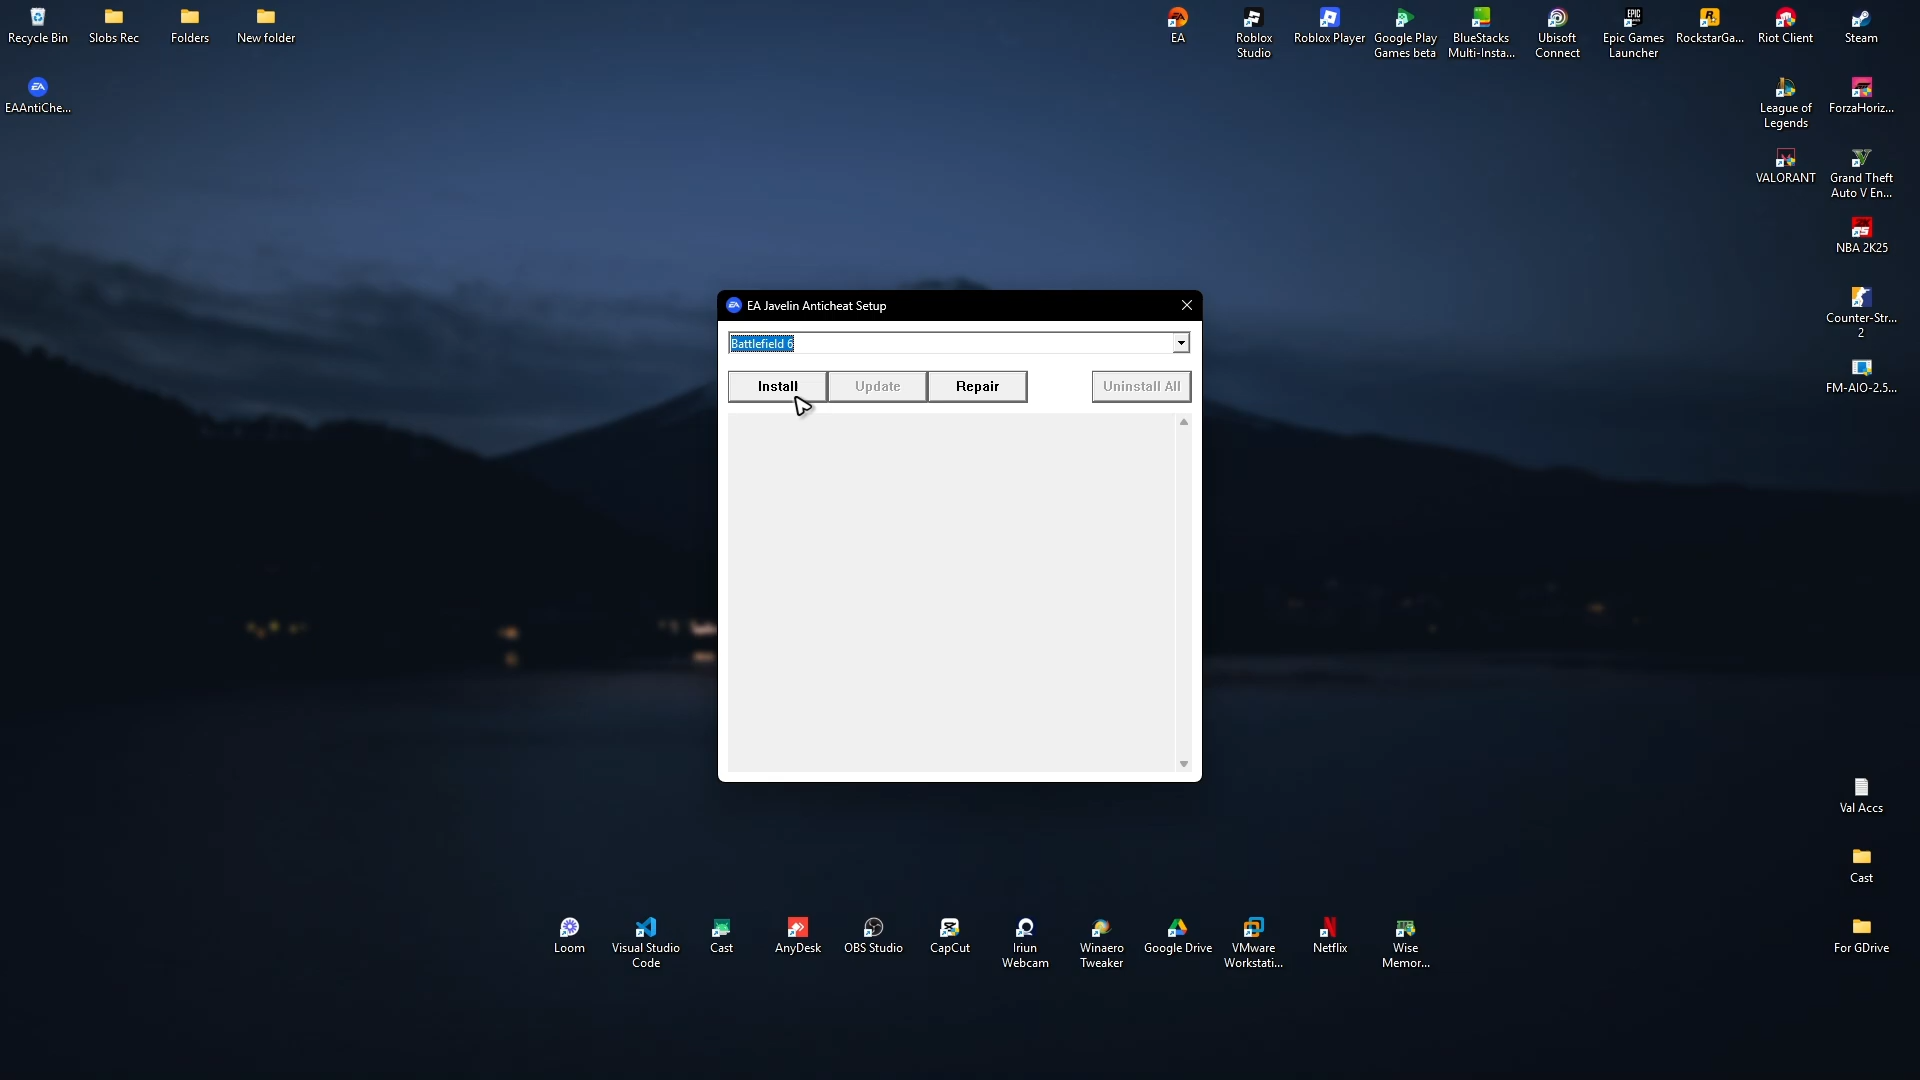 Recycle Bin
Slobs Rec
Folders
New folder
EA
Roblox
Studio
Roblox Player
Google Play
Games beta
BlueStacks
Multi-Insta...
Ubisoft
Connect
Epic Games
Launcher
RockstarGa...
Riot Client
Steam
EAAntiChe...
League of
Legends
ForzaHoriz...
VALORANT
Grand Theft
Auto V En...
NBA 2K25
Counter-Str...
2
FM-AIO-2.5...
EA Javelin Anticheat Setup
Battlefield 6
Install
Update
Repair
Uninstall All
Val Accs
Cast
For GDrive
Loom
Visual Studio
Code
Cast
AnyDesk
OBS Studio
CapCut
Iriun
Webcam
Winaero
Tweaker
Google Drive
VMware
Workstati...
Netflix
Wise
Memor...